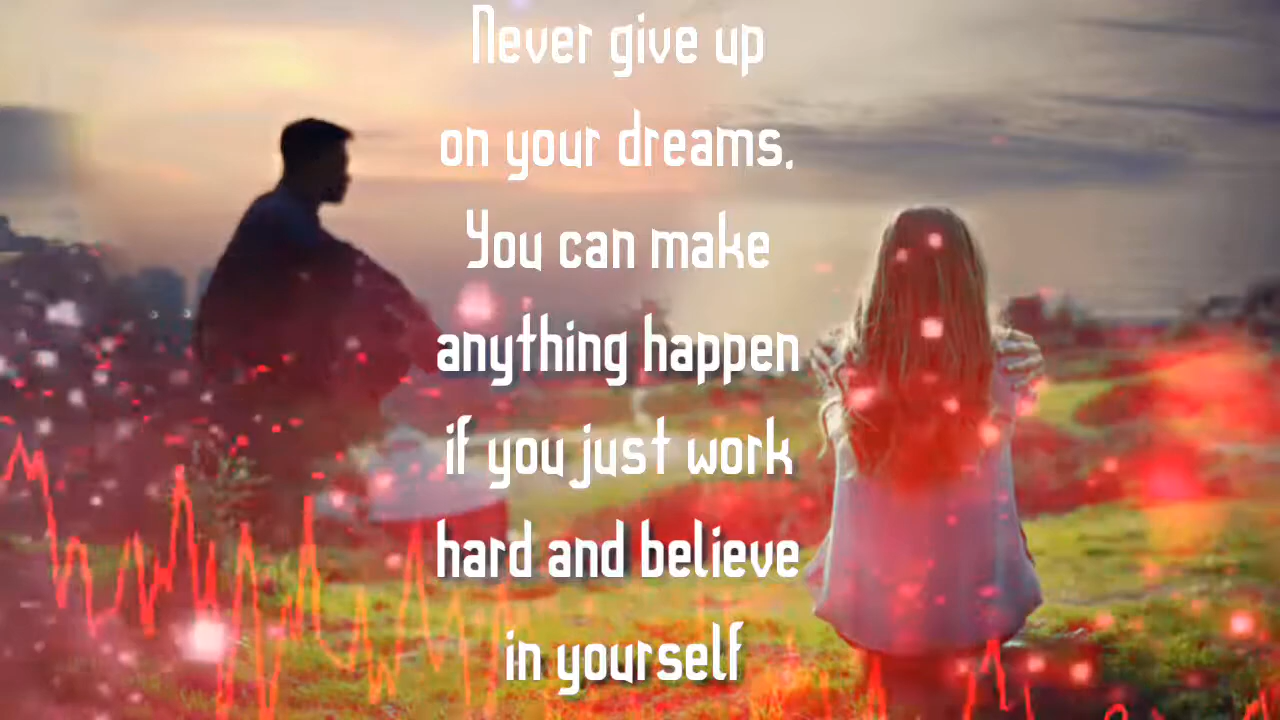 Never give up
on your dreams.
You can make
anything happen
if you just work
hard and believe
in yourself